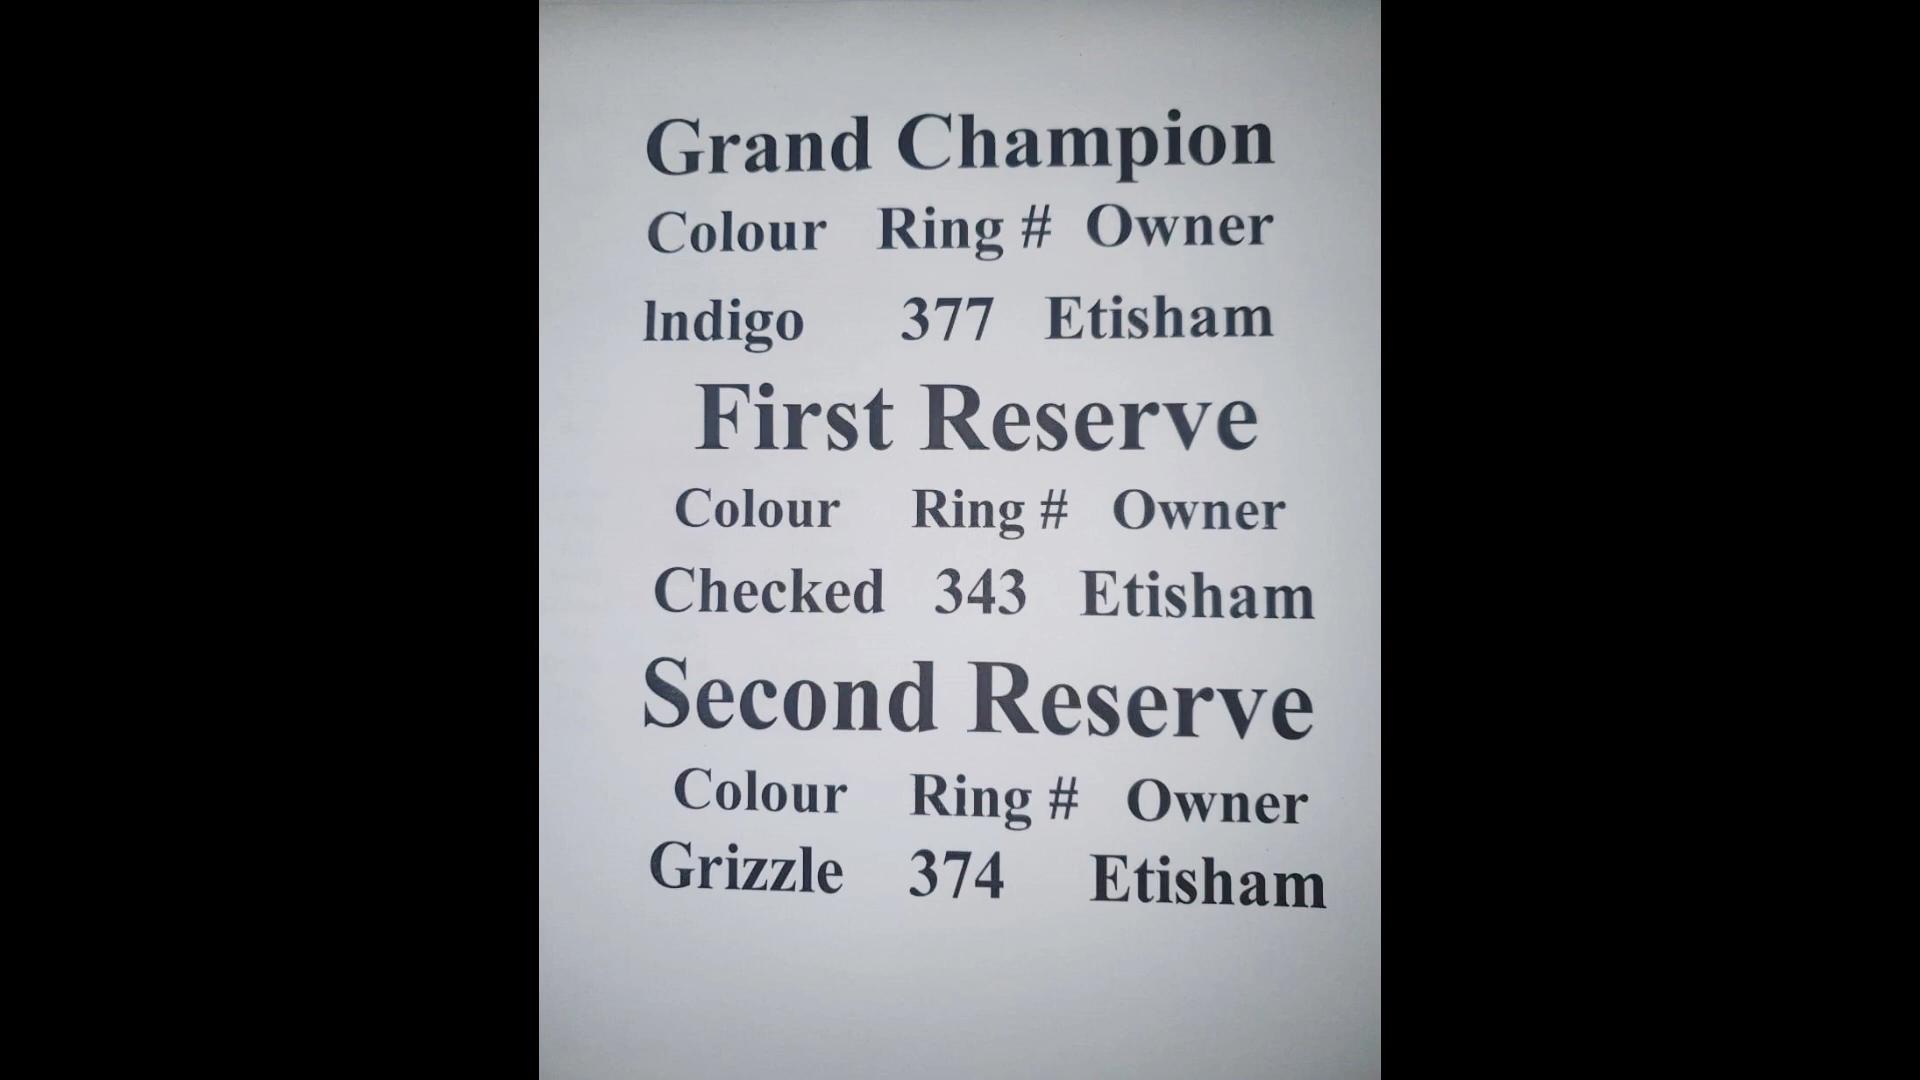 Grand Champion
Colour Ring # Owner
Indigo 377 Etisham
First Reserve
Colour Ring # Owner
Checked 343 Etisham
Second Reserve
Colour Ring # Owner
Grizzle 374 Etisham